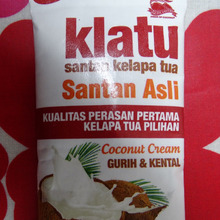 klatu
santan kelapa tua
Santan Asli
KUALITAS PERASAN PERTAMA
KELAPA TUA PILIHAN
Coconut Cream
GURIH & KENTAL